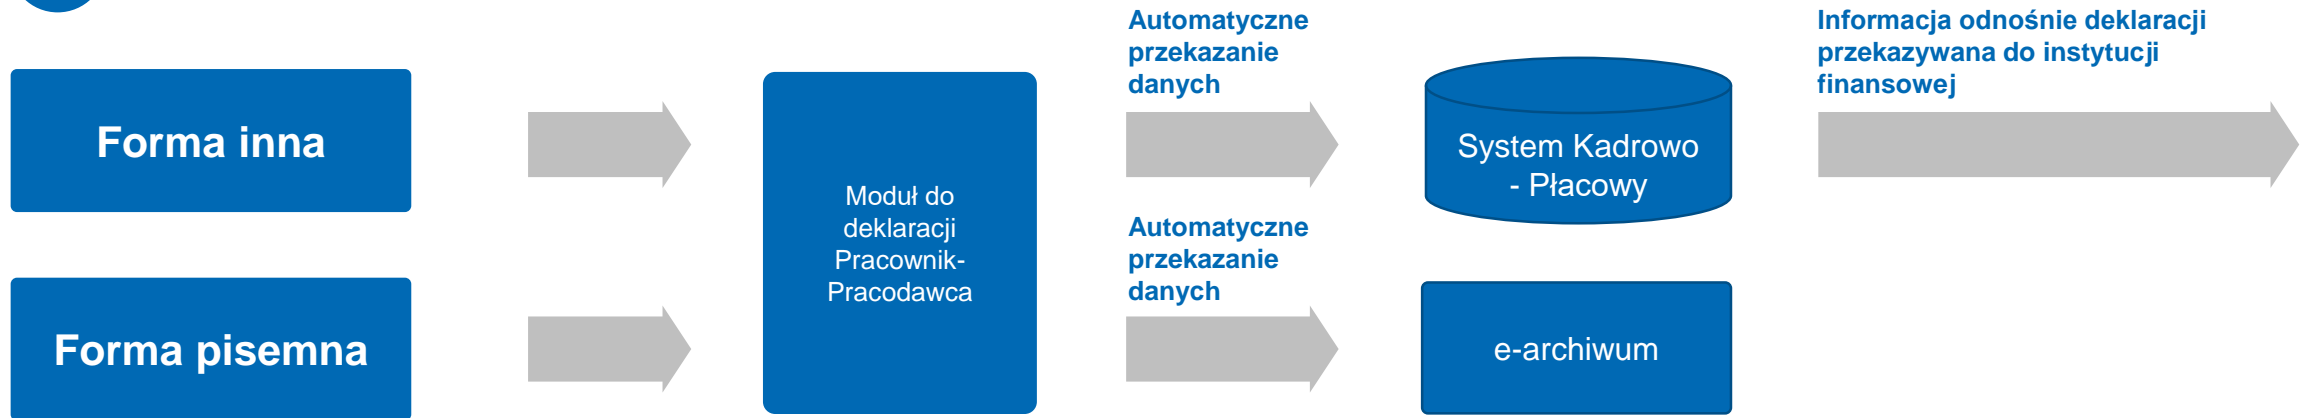 Forma inna
Forma pisemna
Moduł do
deklaracji
Pracownik-
Pracodawca
Automatyczne
przekazanie
danych
Automatyczne
przekazanie
danych
System Kadrowo
- Płacowy
e-archiwum
Informacja odnośnie deklaracji
przekazywana do instytucji
finansowej